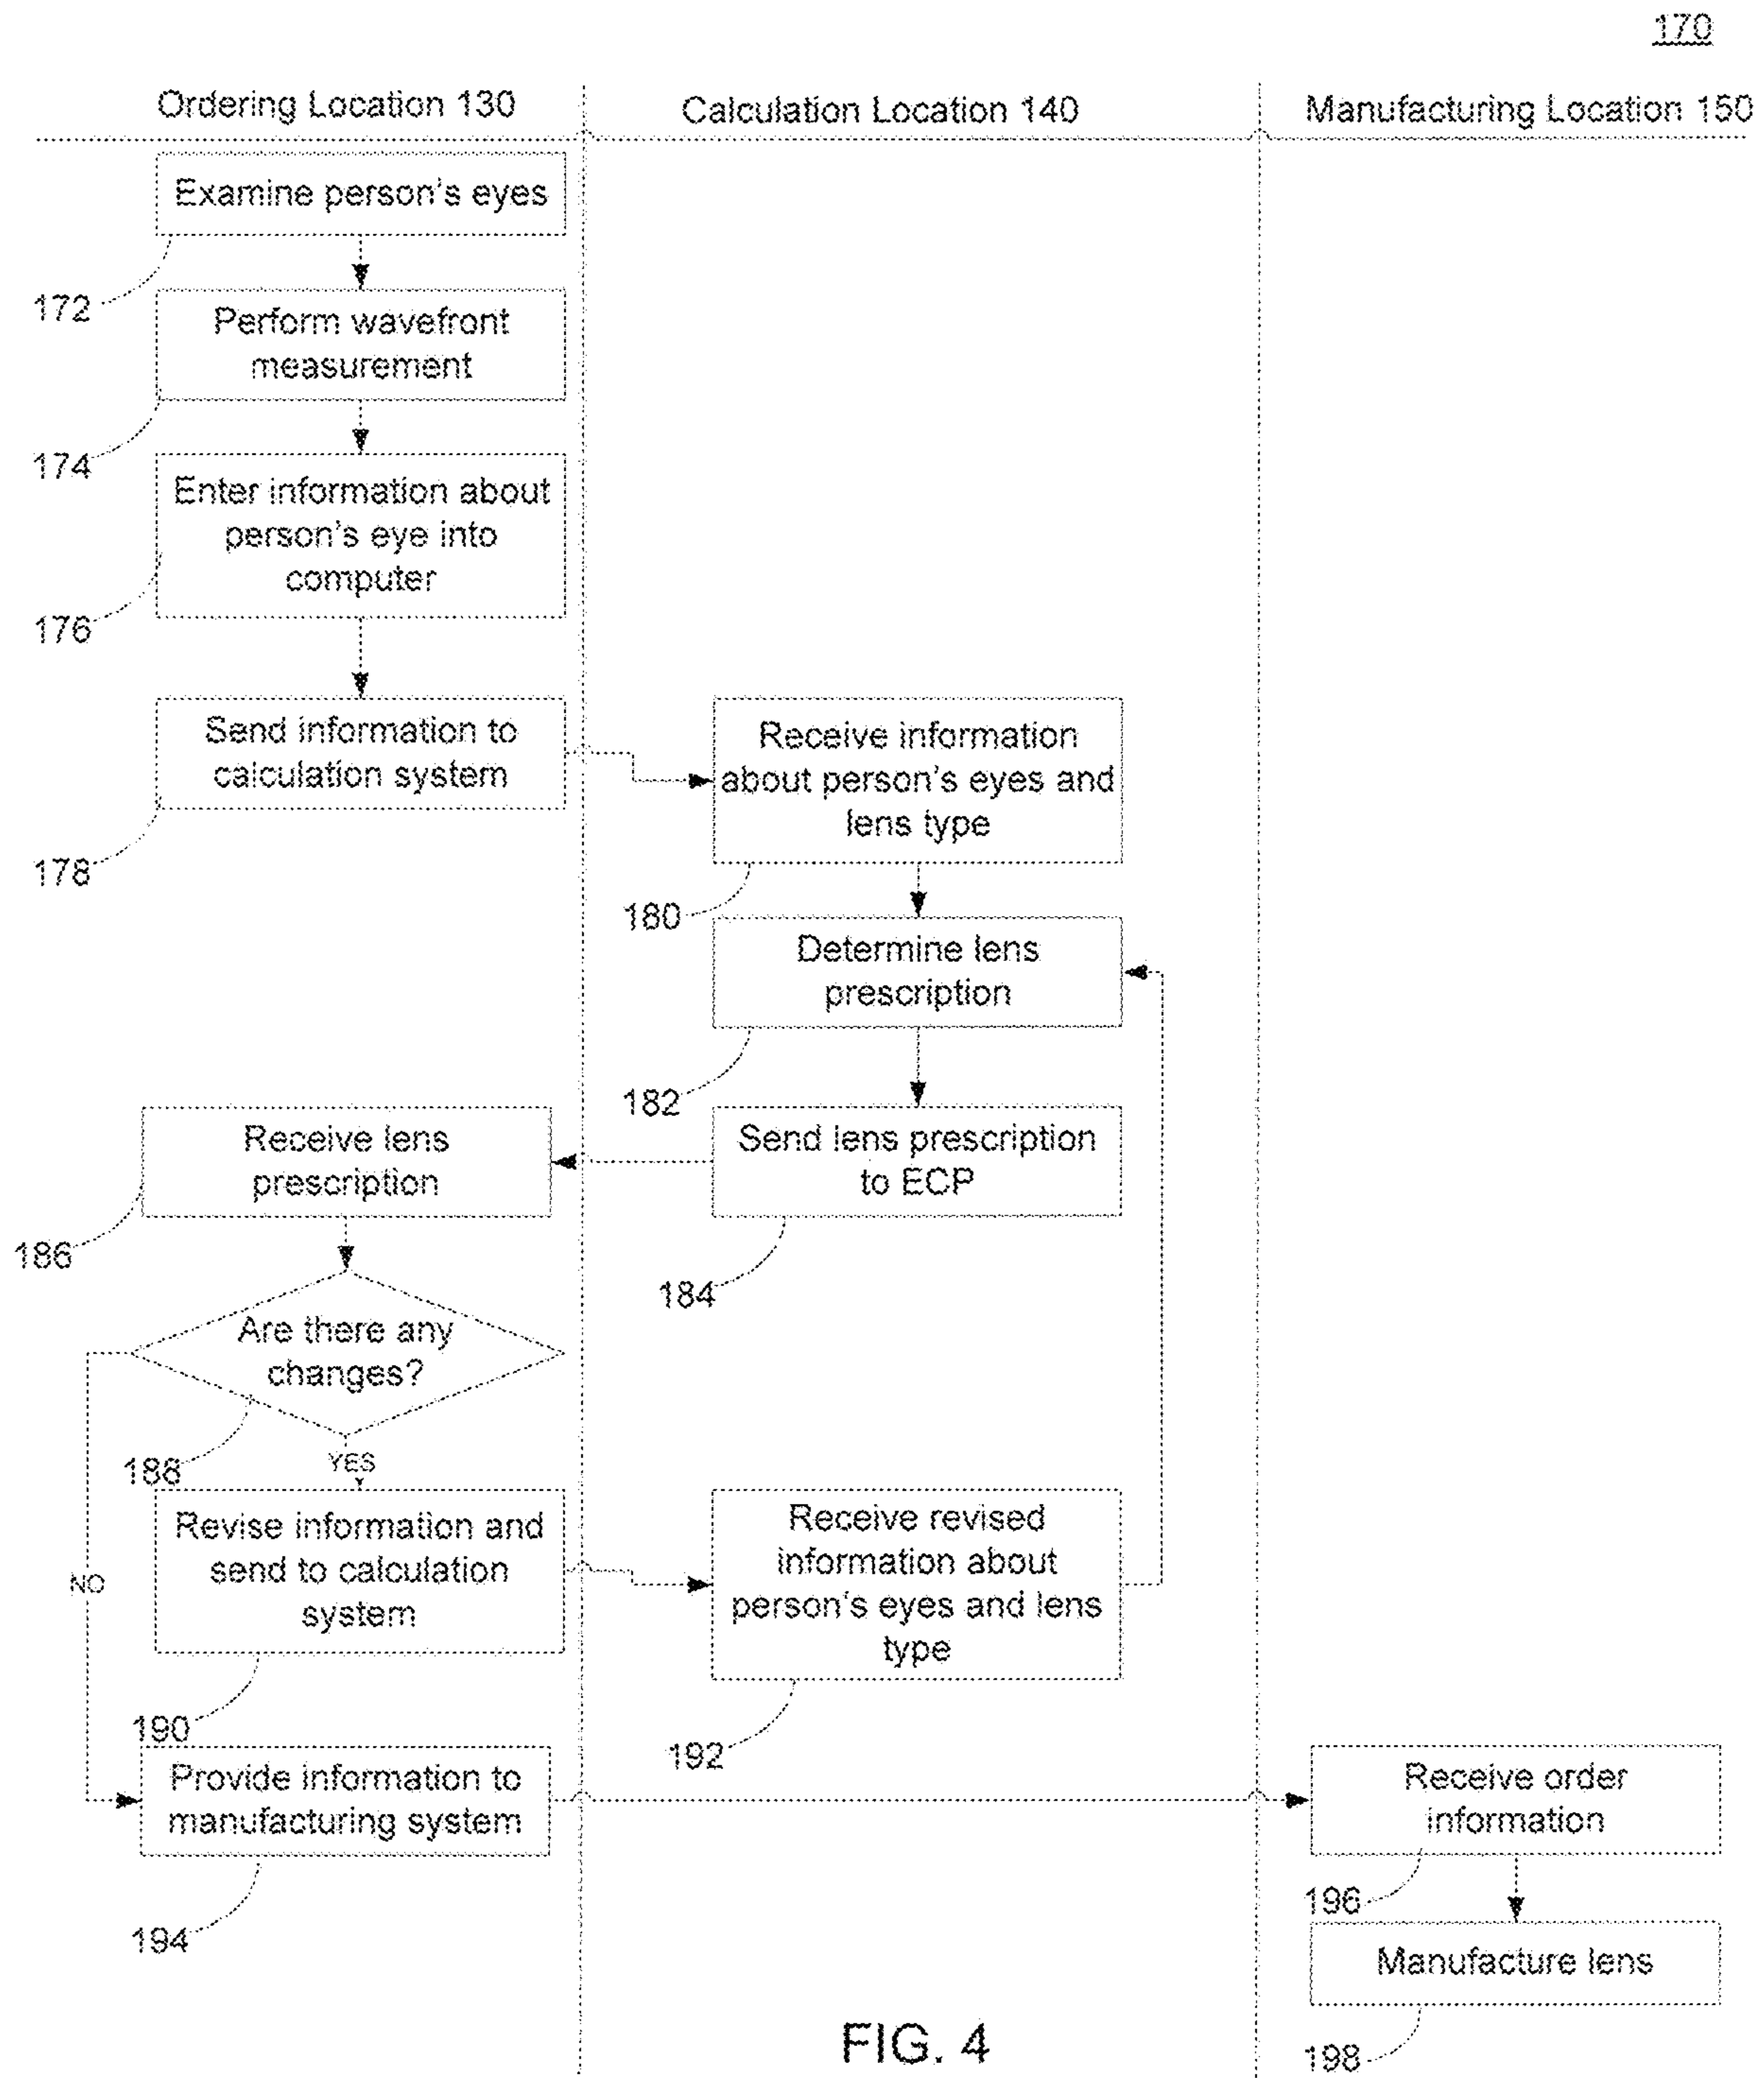 170
Ordering Location 130
Calculation Location 140
Manufacturing Location 150
Examine person's eyes
172
Perform wavefront
measurement
174
Enter information about
person's eye into
computer
176
Send information to
calculation system
178
Receive information
about person's eyes and
lens type
180
Determine lens
prescription
182
Send lens prescription
to ECP
184
Receive lens
prescription
186
Are there any
changes?
188
YES
NO
Revise information and
send to calculation
system
190
Receive revised
information about
person's eyes and lens
type
192
Provide information to
manufacturing system
194
Receive order
information
196
Manufacture lens
198
FIG. 4